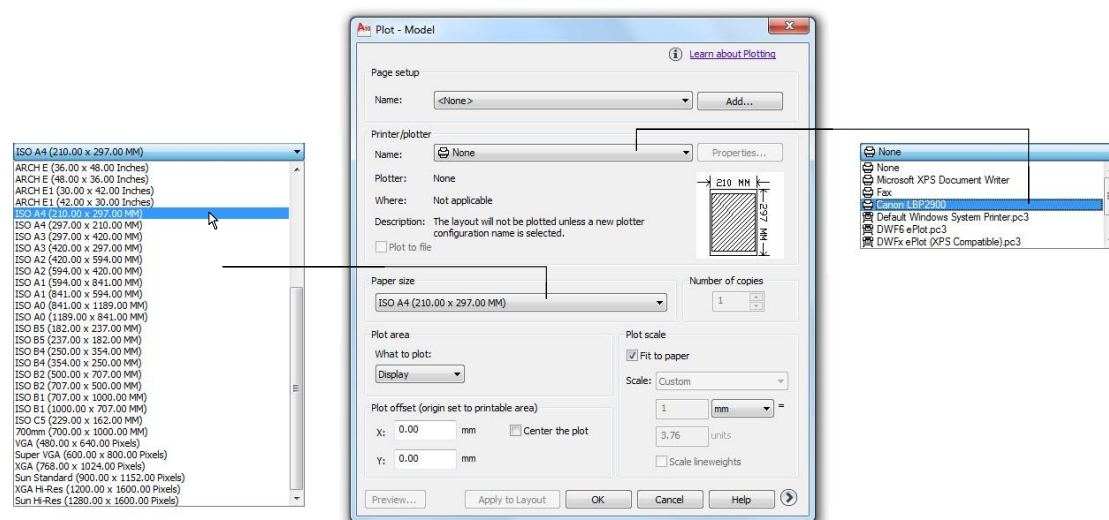 Plot - Model
Learn about Plotting
Page setup
Name: <None> Add...
Printer/plotter
Name: None Properties...
Plotter: None
Where: Not applicable
Description: The layout will not be plotted unless a new plotter
configuration name is selected.
Plot to file
210 MM
297 MM
Paper size
ISO A4 (210.00 x 297.00 MM)
Number of copies
1
Plot area
What to plot:
Display
Plot offset (origin set to printable area)
X: 0.00 mm Center the plot
Y: 0.00 mm
Plot scale
Fit to paper
Scale: Custom
1 mm =
3.76 units
Scale lineweights
Preview... Apply to Layout OK Cancel Help
ISO A4 (210.00 x 297.00 MM)
ARCH E (36.00 x 48.00 Inches)
ARCH E (48.00 x 36.00 Inches)
ARCH E1 (30.00 x 42.00 Inches)
ARCH E1 (42.00 x 30.00 Inches)
ISO A4 (210.00 x 297.00 MM)
ISO A4 (297.00 x 210.00 MM)
ISO A3 (297.00 x 420.00 MM)
ISO A3 (420.00 x 297.00 MM)
ISO A2 (420.00 x 594.00 MM)
ISO A2 (594.00 x 420.00 MM)
ISO A1 (594.00 x 841.00 MM)
ISO A1 (841.00 x 594.00 MM)
ISO A0 (841.00 x 1189.00 MM)
ISO A0 (1189.00 x 841.00 MM)
ISO B5 (182.00 x 237.00 MM)
ISO B5 (237.00 x 182.00 MM)
ISO B4 (250.00 x 354.00 MM)
ISO B4 (354.00 x 250.00 MM)
ISO B2 (500.00 x 707.00 MM)
ISO B2 (707.00 x 500.00 MM)
ISO B1 (707.00 x 1000.00 MM)
ISO B1 (1000.00 x 707.00 MM)
ISO C5 (229.00 x 162.00 MM)
700mm (700.00 x 1000.00 MM)
VGA (480.00 x 640.00 Pixels)
Super VGA (600.00 x 800.00 Pixels)
XGA (768.00 x 1024.00 Pixels)
Sun Standard (900.00 x 1152.00 Pixels)
XGA Hi-Res (1200.00 x 1600.00 Pixels)
Sun Hi-Res (1280.00 x 1600.00 Pixels)
None
None
Microsoft XPS Document Writer
Fax
Canon LBP2900
Default Windows System Printer.pc3
DWF6 ePlot.pc3
DWFx ePlot (XPS Compatible).pc3